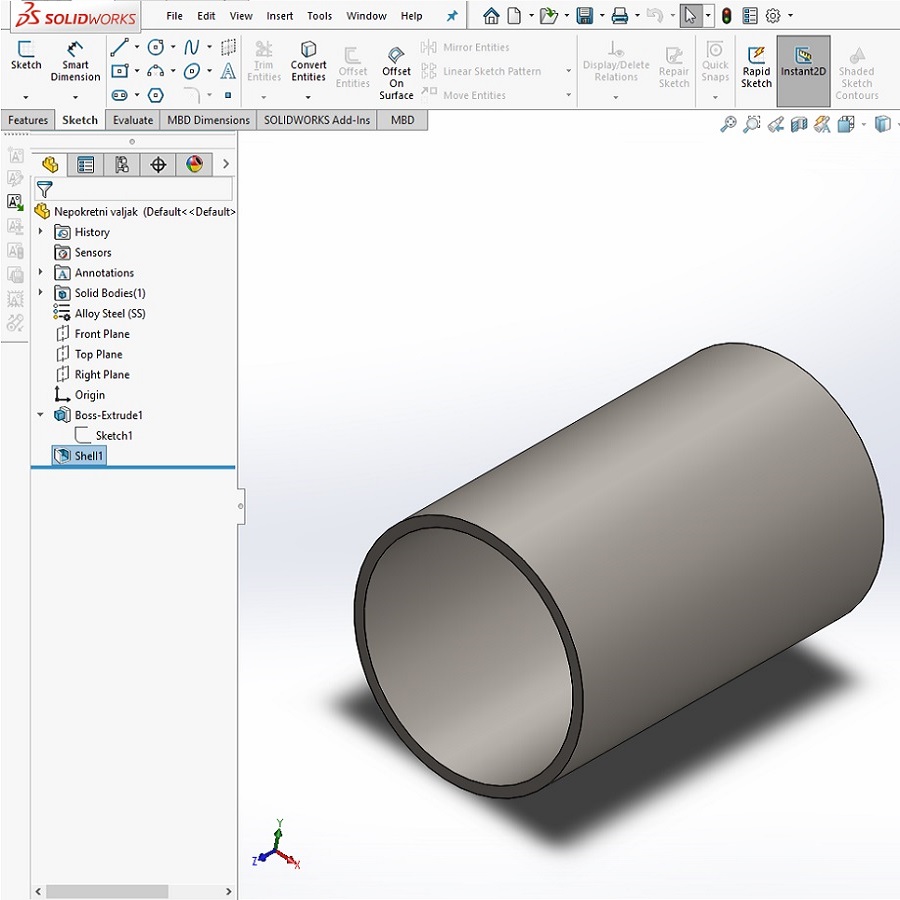 SOLIDWORKS File Edit View Insert Tools Window Help
Sketch
Smart
Dimension
Trim
Entities
Convert
Entities
Offset
Entities
Offset
On
Surface
Mirror Entities
Linear Sketch Pattern
Move Entities
Display/Delete
Relations
Repair
Sketch
Quick
Snaps
Rapid
Sketch
Instant2D
Shaded
Sketch
Contours
Features Sketch Evaluate MBD Dimensions SOLIDWORKS Add-Ins MBD
Nepokretni valjak (Default<<Default>
History
Sensors
Annotations
Solid Bodies(1)
Alloy Steel (SS)
Front Plane
Top Plane
Right Plane
Origin
Boss-Extrude1
Sketch1
Shell1
Y
Z
X